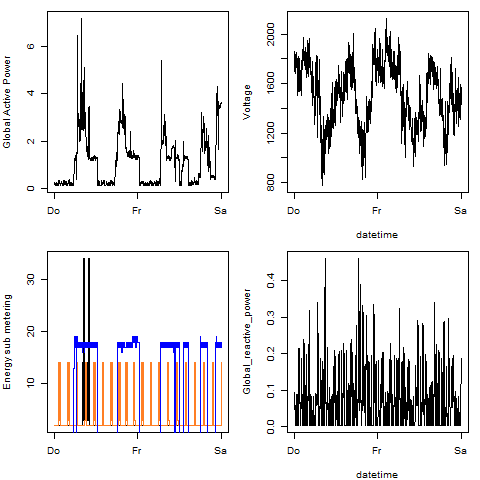 Global Active Power
0 2 4 6
Do Fr Sa
Voltage
800 1200 1600 2000
Do Fr Sa
datetime
Energy sub metering
10 20 30
Do Fr Sa
Global_reactive_power
0.0 0.1 0.2 0.3 0.4
Do Fr Sa
datetime